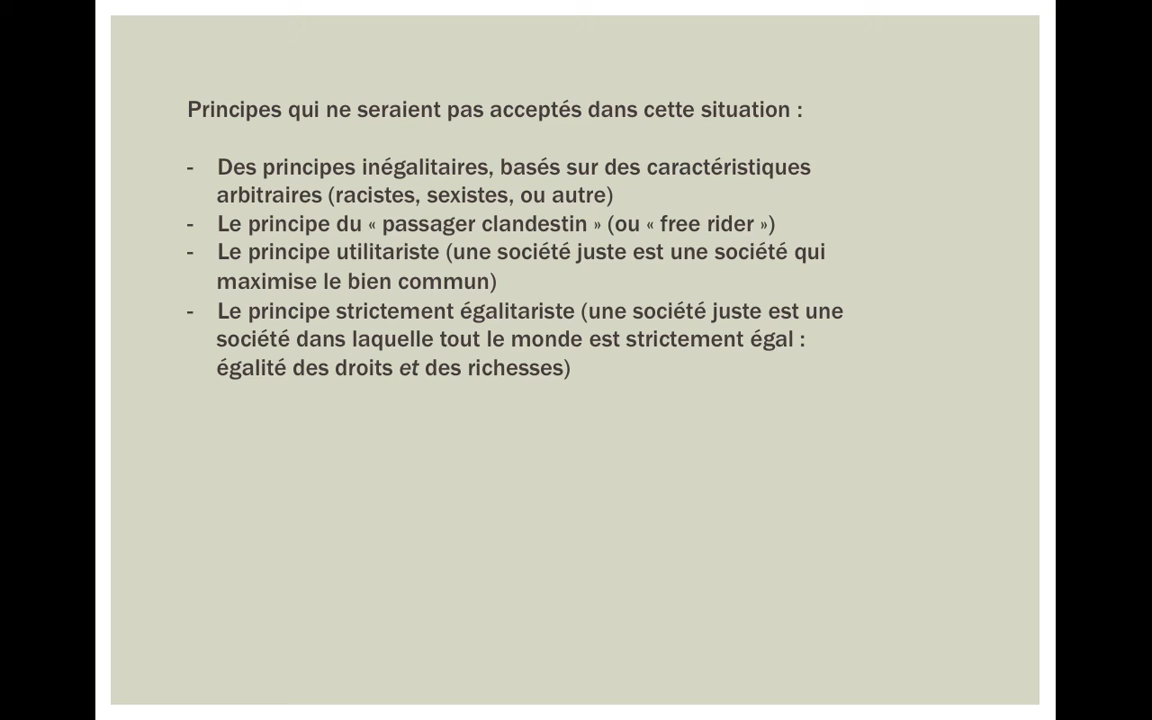 Principes qui ne seraient pas acceptés dans cette situation :
- Des principes inégalitaires, basés sur des caractéristiques
arbitraires (racistes, sexistes, ou autre)
- Le principe du « passager clandestin » (ou « free rider »)
- Le principe utilitariste (une société juste est une société qui
maximise le bien commun)
- Le principe strictement égalitariste (une société juste est une
société dans laquelle tout le monde est strictement égal :
égalité des droits et des richesses)